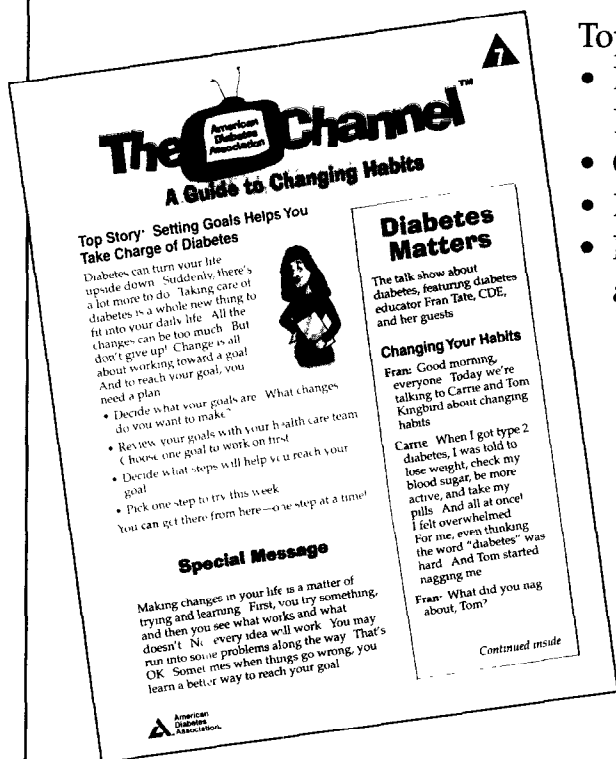 To
7
The American Diabetes Association Channel™
A Guide to Changing Habits
Top Story· Setting Goals Helps You
Take Charge of Diabetes
Diabetes can turn your life
upside down Suddenly, there's
a lot more to do Taking care of
diabetes is a whole new thing to
fit into your daily life All the
changes can be too much But
don't give up! Change is all
about working toward a goal
And to reach your goal, you
need a plan
• Decide what your goals are What changes
do you want to make?
• Review your goals with your health care team
Choose one goal to work on first
• Decide what steps will help you reach your
goal
• Pick one step to try this week
You can get there from here—one step at a time!
Special Message
Making changes in your life is a matter of
trying and learning First, you try something,
and then you see what works and what
doesn't Not every idea will work You may
run into some problems along the way That's
OK Sometimes when things go wrong, you
learn a better way to reach your goal
American
Diabetes
Association.
Diabetes
Matters
The talk show about
diabetes, featuring diabetes
educator Fran Tate, CDE,
and her guests
Changing Your Habits
Fran: Good morning,
everyone Today we're
talking to Carrie and Tom
Kingbird about changing
habits
Carrie When I got type 2
diabetes, I was told to
lose weight, check my
blood sugar, be more
active, and take my
pills And all at once!
I felt overwhelmed
For me, even thinking
the word "diabetes" was
hard And Tom started
nagging me
Fran· What did you nag
about, Tom?
Continued inside